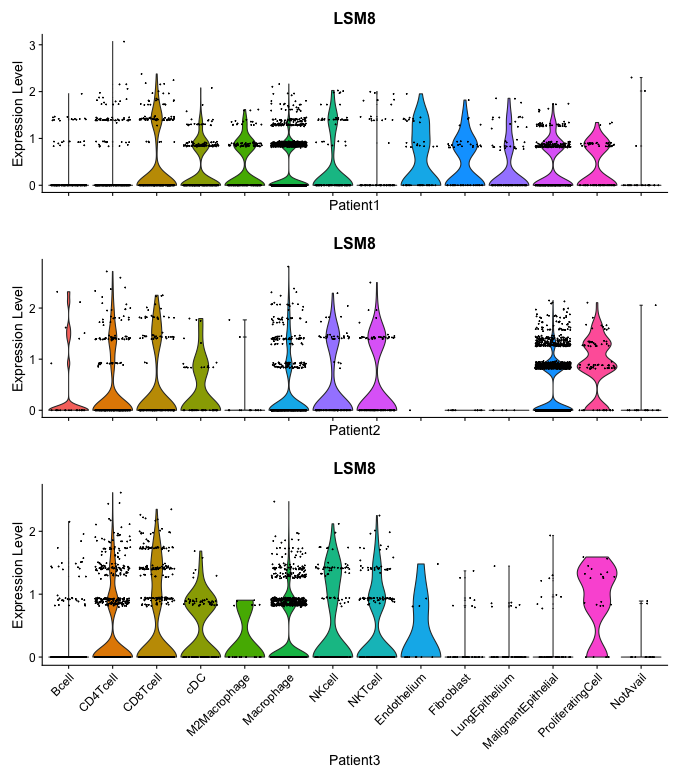 LSM8
Expression Level
3
2
1
0
Patient1
LSM8
Expression Level
2
1
0
Patient2
LSM8
Expression Level
2
1
0
Bcell
CD4Tcell
CD8Tcell
cDC
M2Macrophage
Macrophage
NKcell
NKTcell
Endothelium
Fibroblast
LungEpithelium
MalignantEpithelial
ProliferatingCell
NotAvail
Patient3